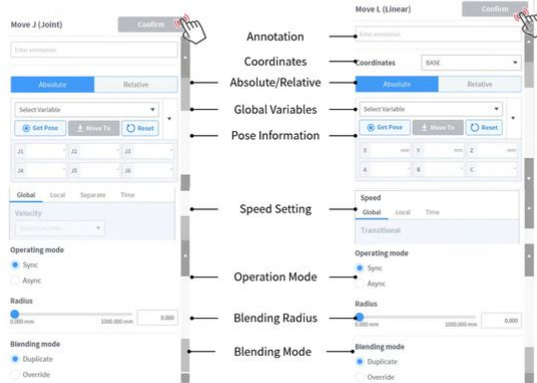 Move J (Joint)
Confirm
Enter annotation
Absolute
Relative
Select Variable
Get Pose
Move To
Reset
J1
J2
J3
J4
J5
J6
Global
Local
Separate
Time
Velocity
Operating mode
Sync
Async
Radius
0.000 mm
1000.000 mm
0.000
Blending mode
Duplicate
Override
Annotation
Coordinates
Absolute/Relative
Global Variables
Pose Information
Speed Setting
Operation Mode
Blending Radius
Blending Mode
Move L (Linear)
Confirm
Enter annotation
Coordinates
BASE
Absolute
Relative
Select Variable
Get Pose
Move To
Reset
X mm
Y mm
Z mm
A °
B °
C °
Speed
Global
Local
Time
Transitional
Operating mode
Sync
Async
Radius
0.000 mm
1000.000 mm
0.000
Blending mode
Duplicate
Override